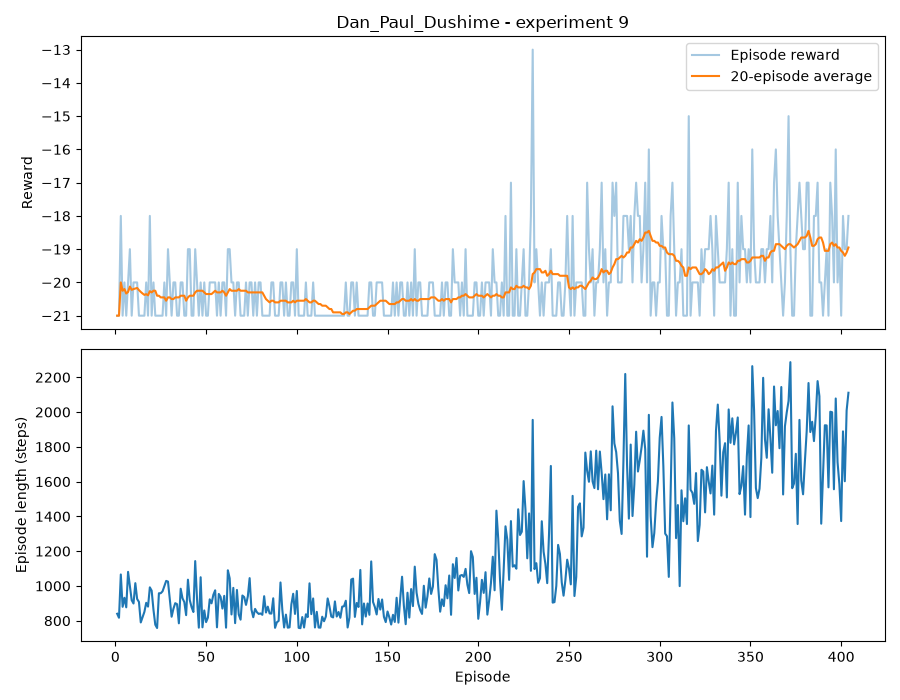 Dan_Paul_Dushime - experiment 9
Episode reward
20-episode average
Reward
−13
−14
−15
−16
−17
−18
−19
−20
−21
Episode length (steps)
2200
2000
1800
1600
1400
1200
1000
800
0 50 100 150 200 250 300 350 400
Episode